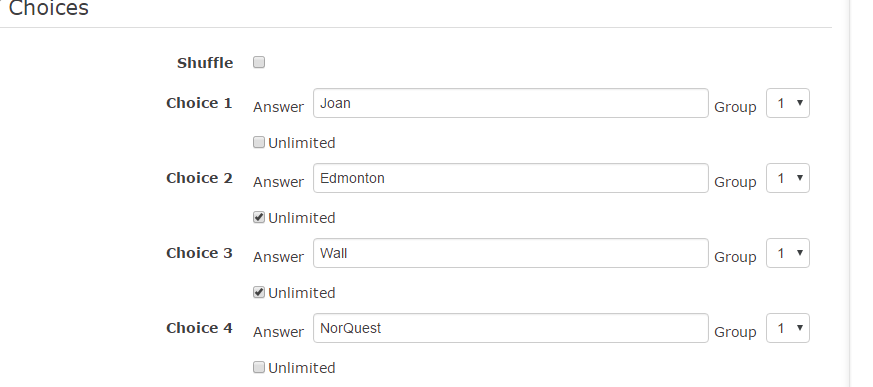 Choices
Shuffle
Choice 1 Answer Joan Group 1
Unlimited
Choice 2 Answer Edmonton Group 1
Unlimited
Choice 3 Answer Wall Group 1
Unlimited
Choice 4 Answer NorQuest Group 1
Unlimited